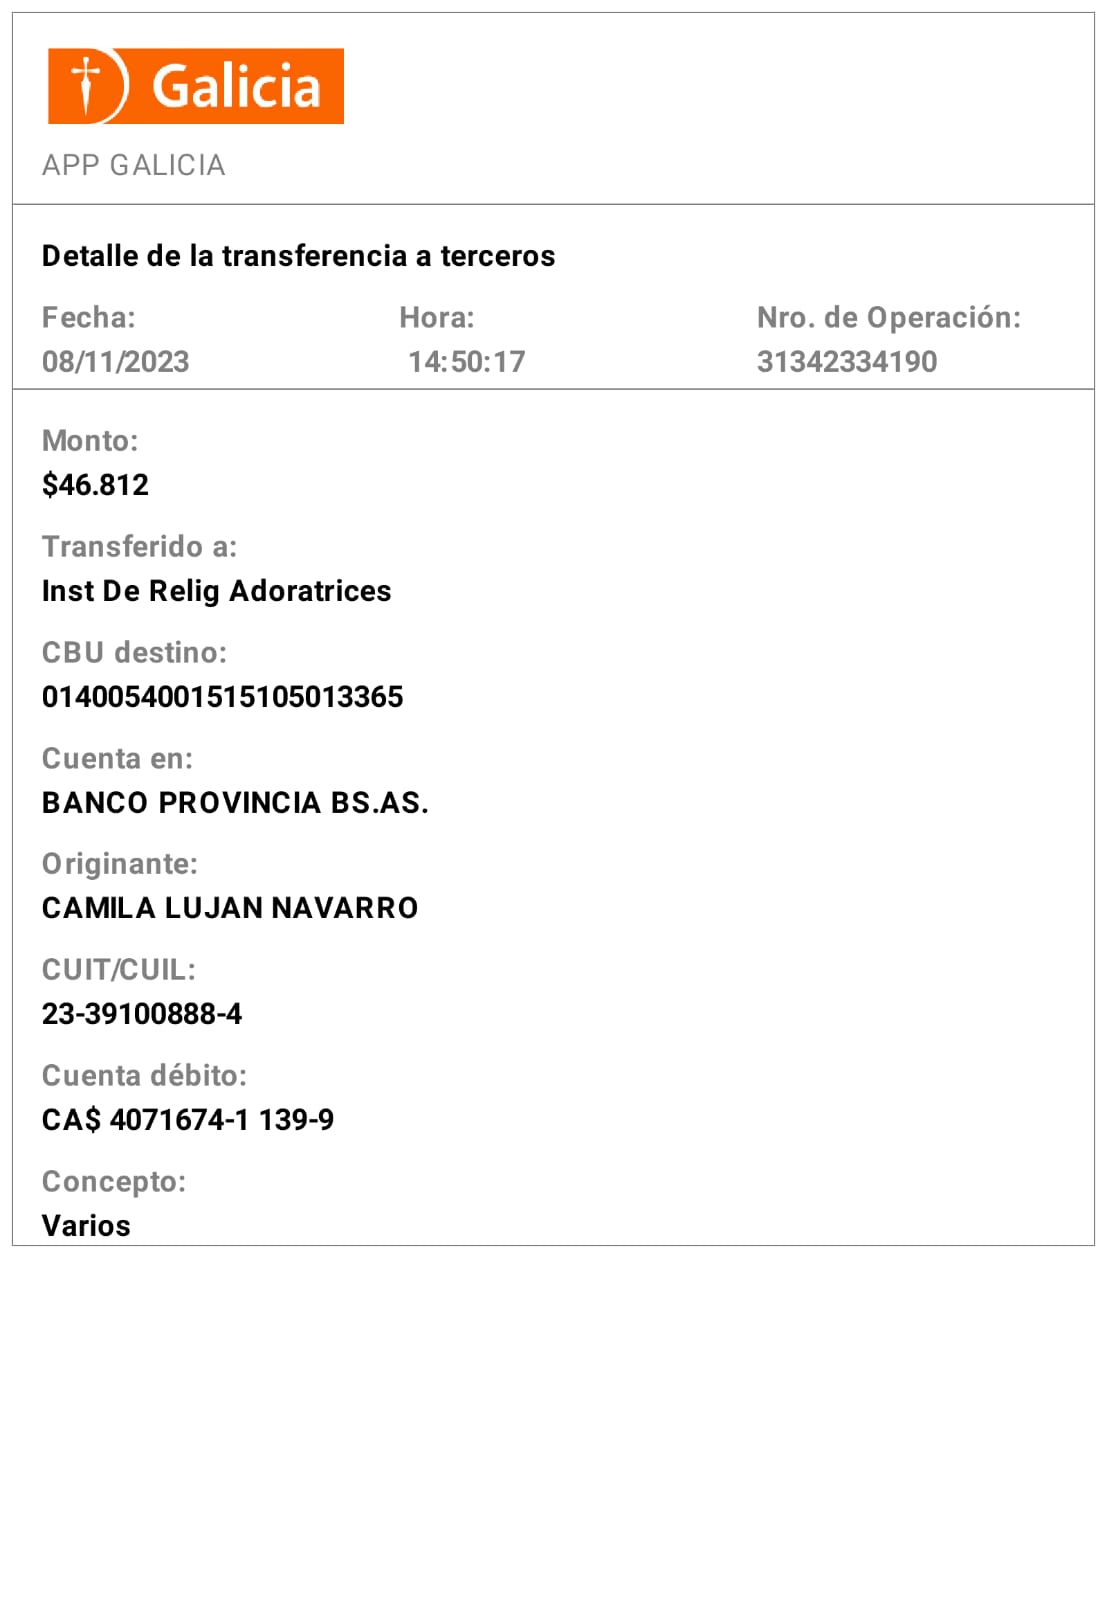 Galicia
APP GALICIA
Detalle de la transferencia a terceros
Fecha: Hora: Nro. de Operación:
08/11/2023 14:50:17 31342334190
Monto:
$46.812
Transferido a:
Inst De Relig Adoratrices
CBU destino:
0140054001515105013365
Cuenta en:
BANCO PROVINCIA BS.AS.
Originante:
CAMILA LUJAN NAVARRO
CUIT/CUIL:
23-39100888-4
Cuenta débito:
CA$ 4071674-1 139-9
Concepto:
Varios